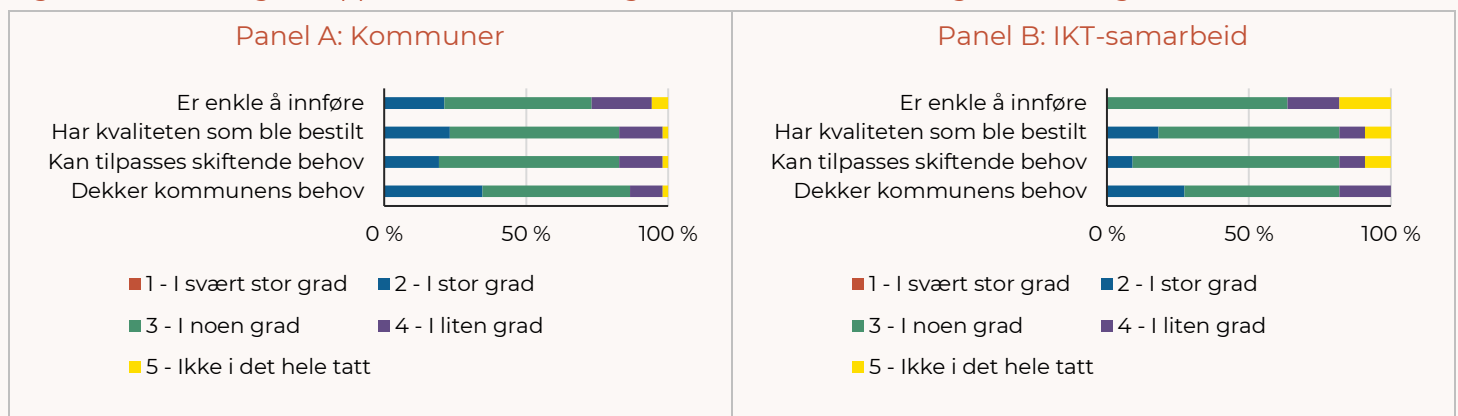 Panel A: Kommuner
Er enkle å innføre
Har kvaliteten som ble bestilt
Kan tilpasses skiftende behov
Dekker kommunens behov
0 % 50 % 100 %
1 - I svært stor grad 2 - I stor grad
3 - I noen grad 4 - I liten grad
5 - Ikke i det hele tatt
Panel B: IKT-samarbeid
Er enkle å innføre
Har kvaliteten som ble bestilt
Kan tilpasses skiftende behov
Dekker kommunens behov
0 % 50 % 100 %
1 - I svært stor grad 2 - I stor grad
3 - I noen grad 4 - I liten grad
5 - Ikke i det hele tatt